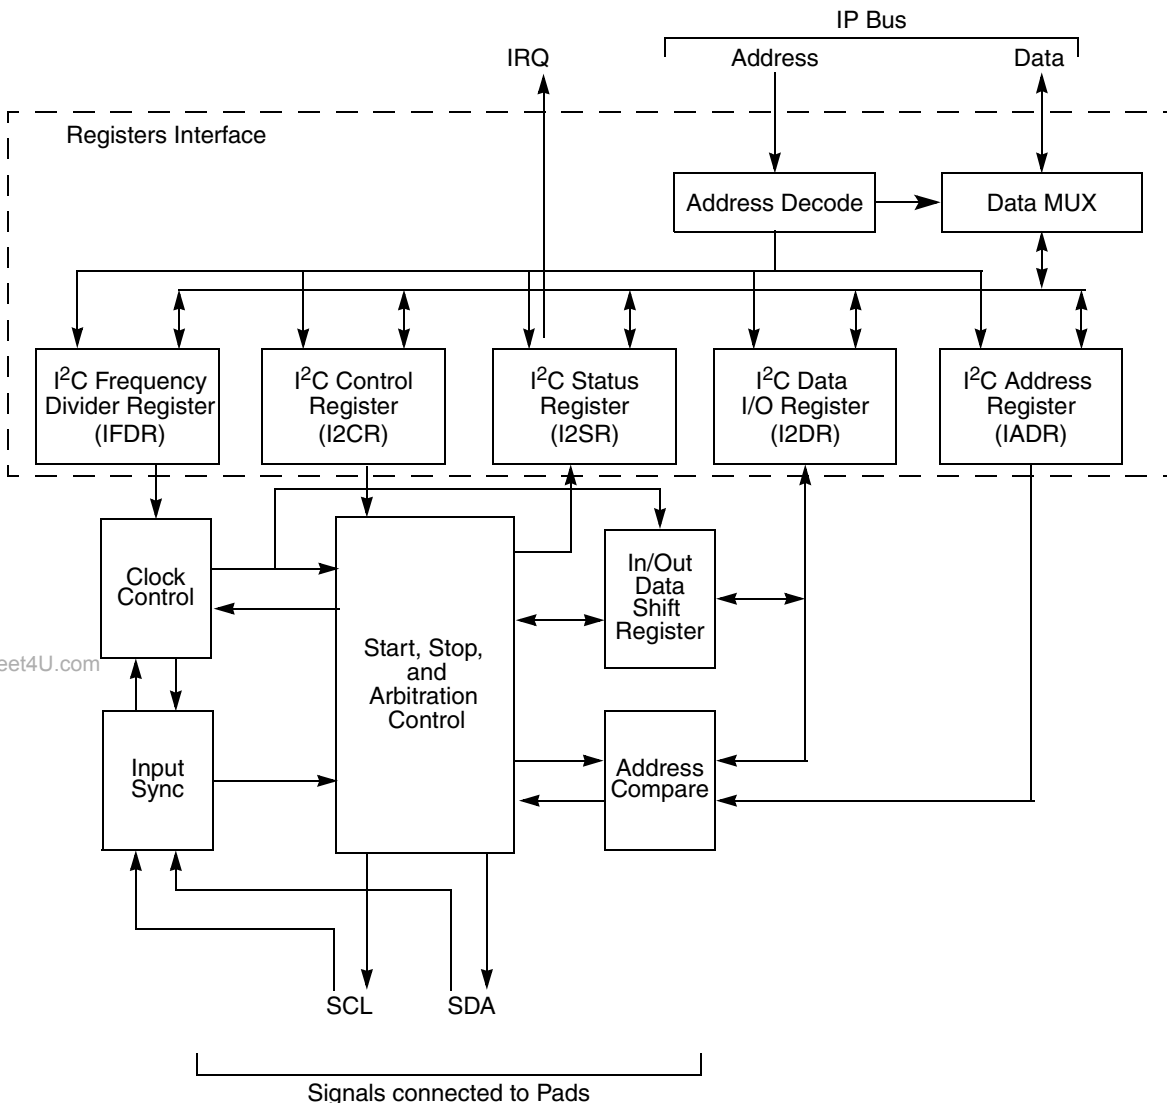 IP Bus
IRQ
Address
Data
Registers Interface
Address Decode
Data MUX
I²C Frequency
Divider Register
(IFDR)
I²C Control
Register
(I2CR)
I²C Status
Register
(I2SR)
I²C Data
I/O Register
(I2DR)
I²C Address
Register
(IADR)
Clock
Control
In/Out
Data
Shift
Register
Start, Stop,
and
Arbitration
Control
eet4U.com
Input
Sync
Address
Compare
SCL
SDA
Signals connected to Pads